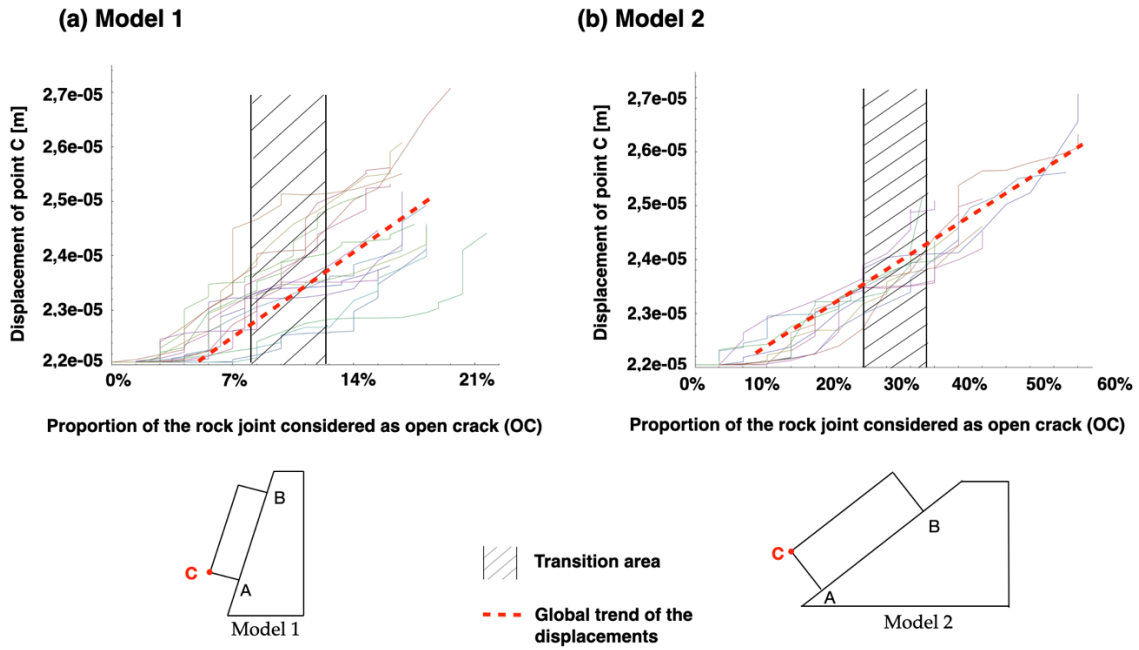 (a) Model 1
(b) Model 2
Displacement of point C [m]
2,7e-05
2,6e-05
2,5e-05
2,4e-05
2,3e-05
2,2e-05
0%
7%
14%
21%
Proportion of the rock joint considered as open crack (OC)
Displacement of point C [m]
2,7e-05
2,6e-05
2,5e-05
2,4e-05
2,3e-05
2,2e-05
0%
10%
20%
30%
40%
50%
60%
Proportion of the rock joint considered as open crack (OC)
B
C
A
Model 1
Transition area
Global trend of the
displacements
B
C
A
Model 2